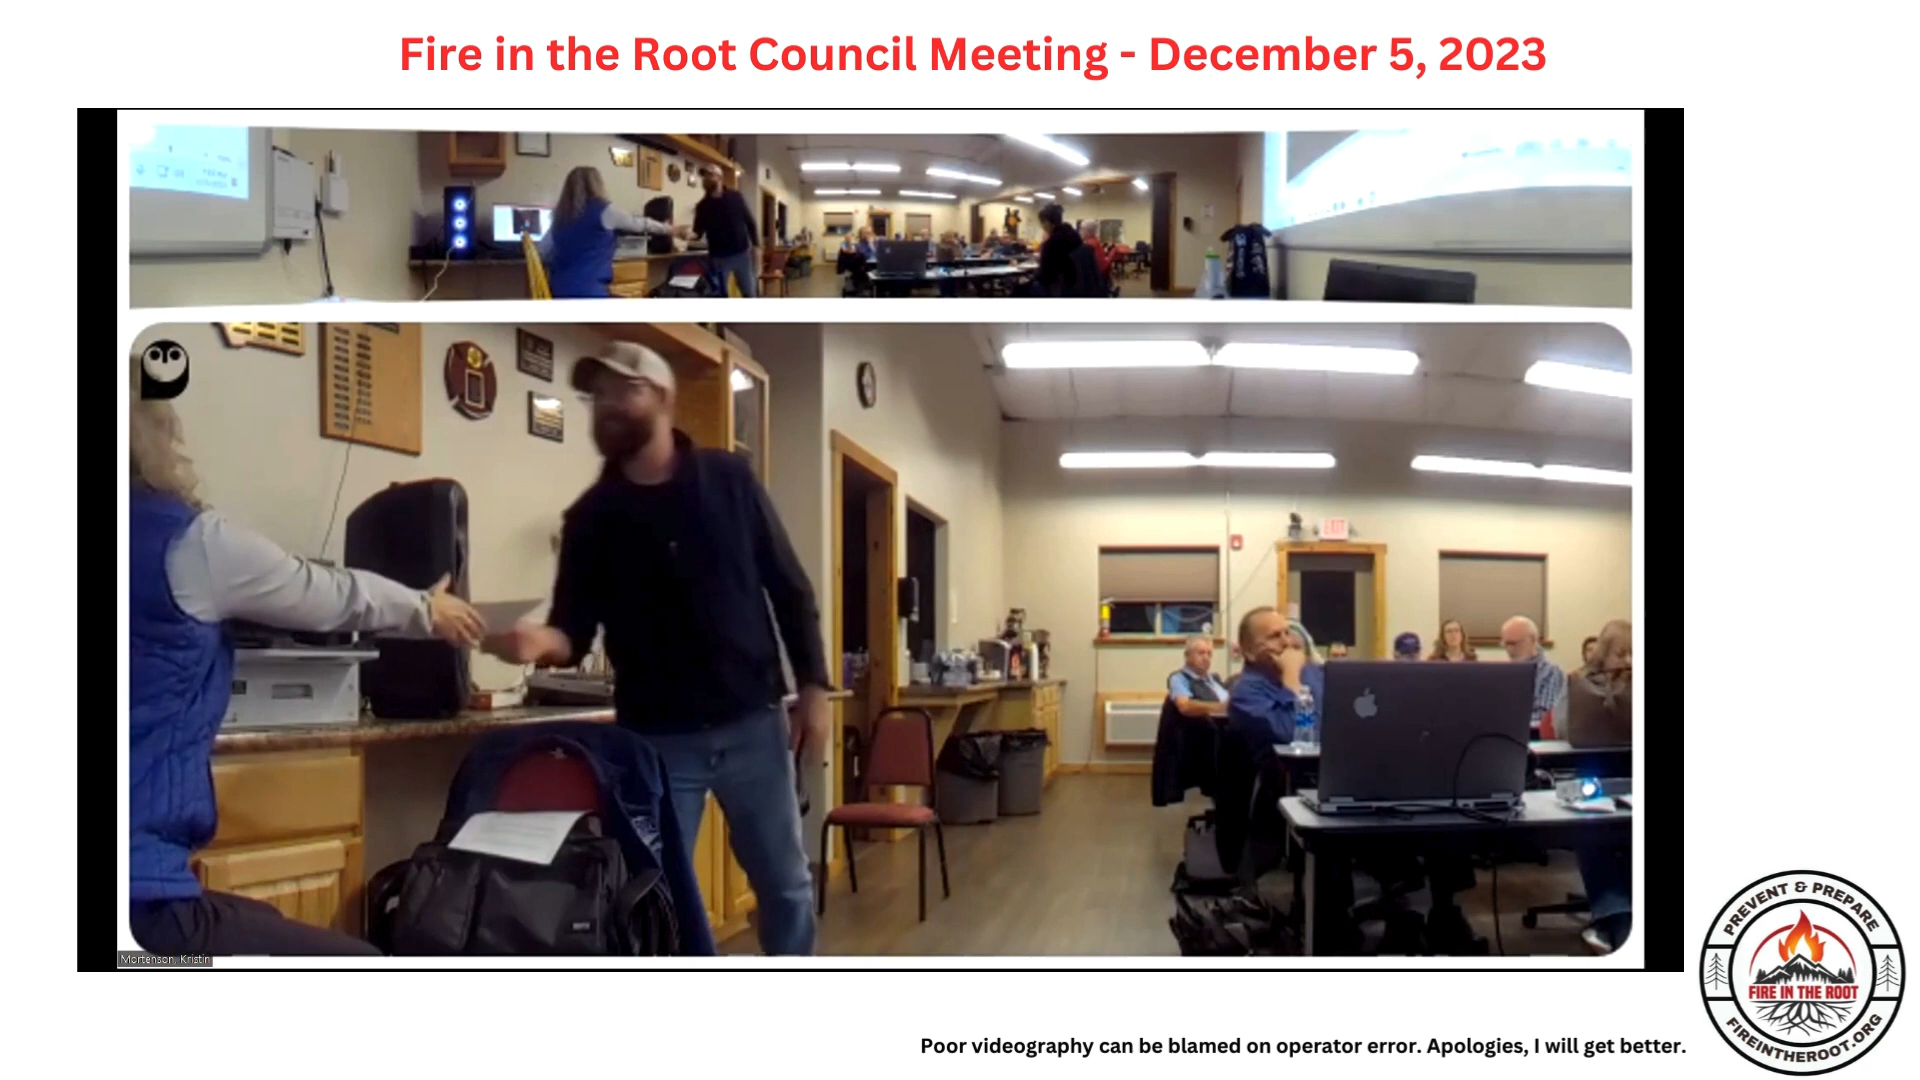 Fire in the Root Council Meeting - December 5, 2023
EXIT
Mortenson, Kristin
PREVENT & PREPARE
FIRE IN THE ROOT
FIREINTHEROOT.ORG
Poor videography can be blamed on operator error. Apologies, I will get better.